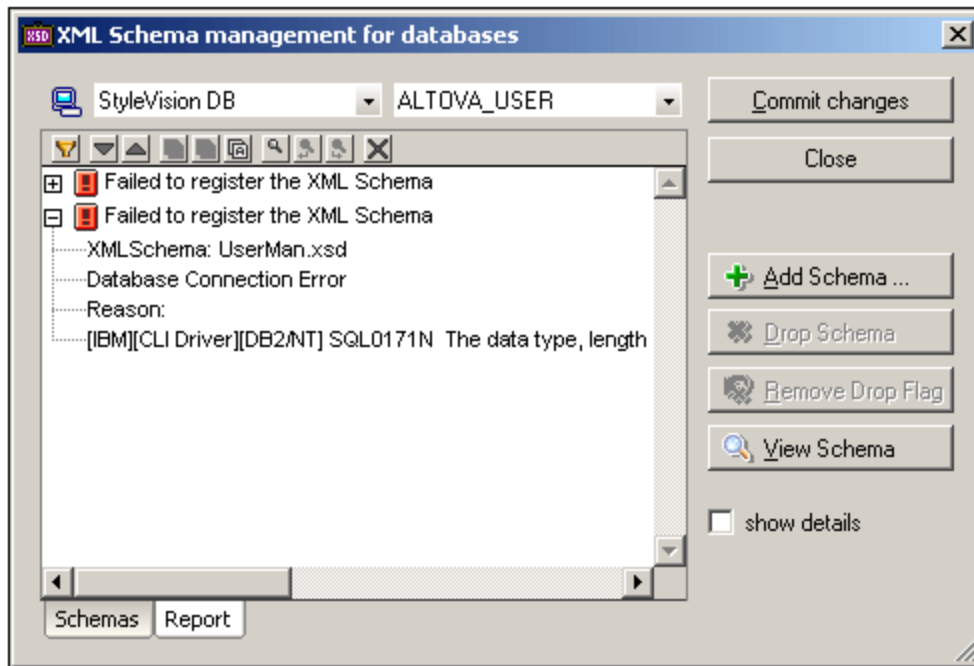 XSD XML Schema management for databases
StyleVision DB ALTOVA_USER Commit changes
Close
Failed to register the XML Schema
Failed to register the XML Schema
XMLSchema: UserMan.xsd
Database Connection Error
Reason:
[IBM][CLI Driver][DB2/NT] SQL0171N  The data type, length
Add Schema ...
Drop Schema
Remove Drop Flag
View Schema
show details
Schemas Report